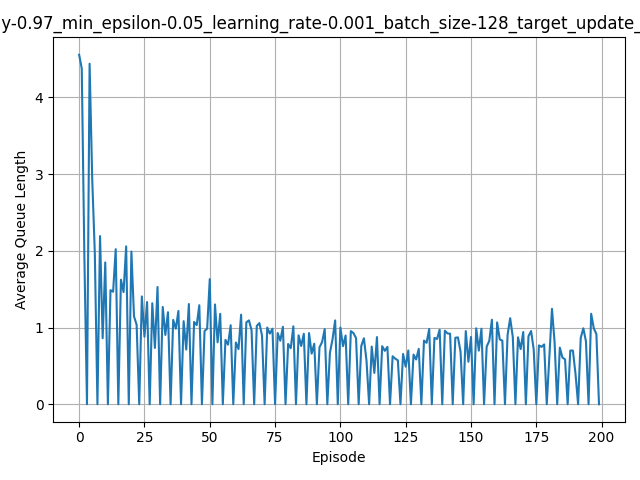 y-0.97_min_epsilon-0.05_learning_rate-0.001_batch_size-128_target_update_
Average Queue Length
4
3
2
1
0
0 25 50 75 100 125 150 175 200
Episode